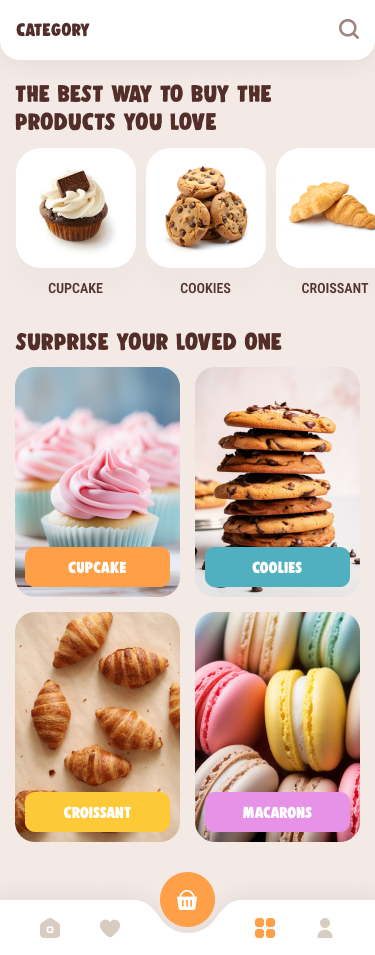 CATEGORY
THE BEST WAY TO BUY THE
PRODUCTS YOU LOVE
CUPCAKE
COOKIES
CROISSANT
SURPRISE YOUR LOVED ONE
CUPCAKE
COOLIES
CROISSANT
MACARONS